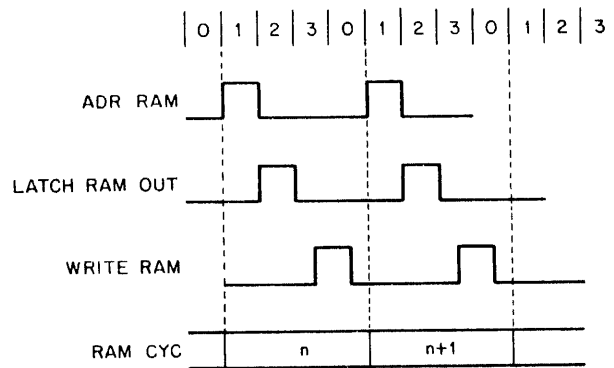 0 1 2 3 0 1 2 3 0 1 2 3
ADR RAM
LATCH RAM OUT
WRITE RAM
RAM CYC n n+1